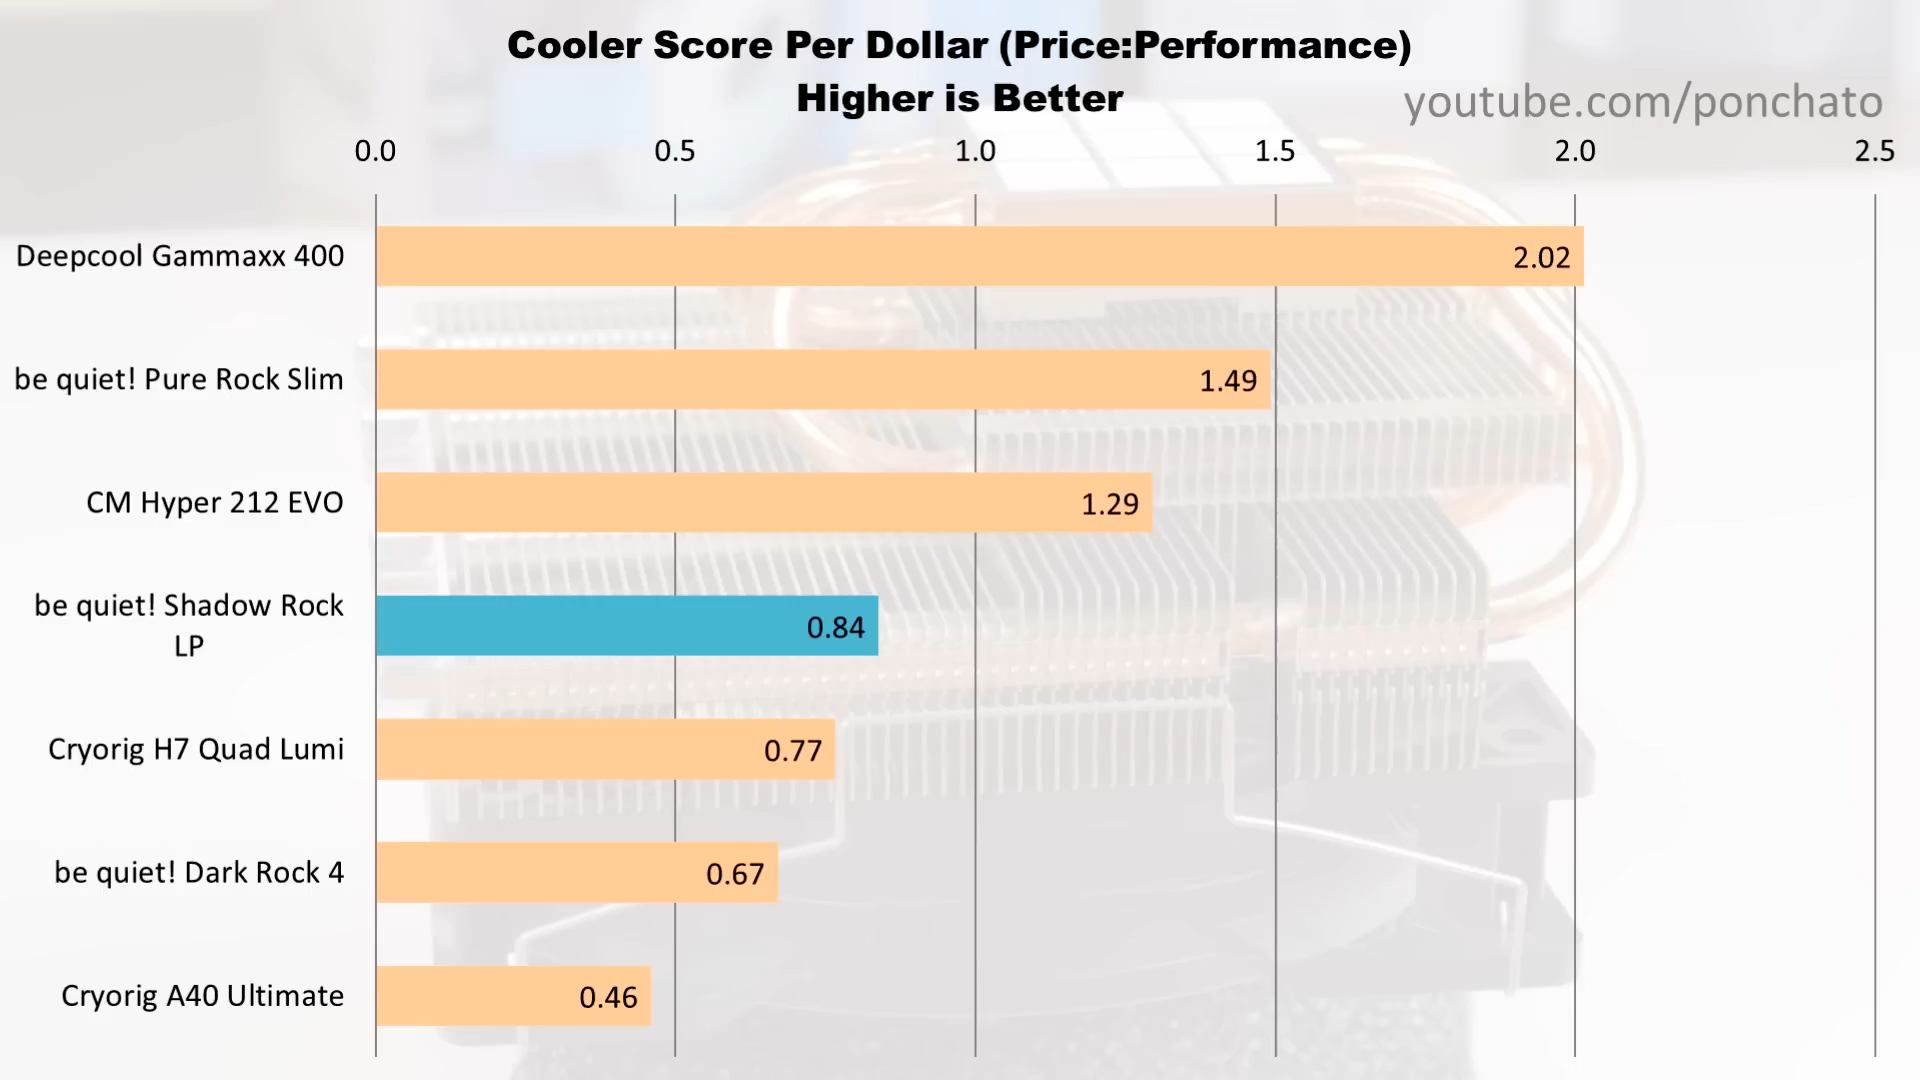 Cooler Score Per Dollar (Price:Performance)
Higher is Better
youtube.com/ponchato
0.0 0.5 1.0 1.5 2.0 2.5
Deepcool Gammaxx 400 2.02
be quiet! Pure Rock Slim 1.49
CM Hyper 212 EVO 1.29
be quiet! Shadow Rock
LP 0.84
Cryorig H7 Quad Lumi 0.77
be quiet! Dark Rock 4 0.67
Cryorig A40 Ultimate 0.46